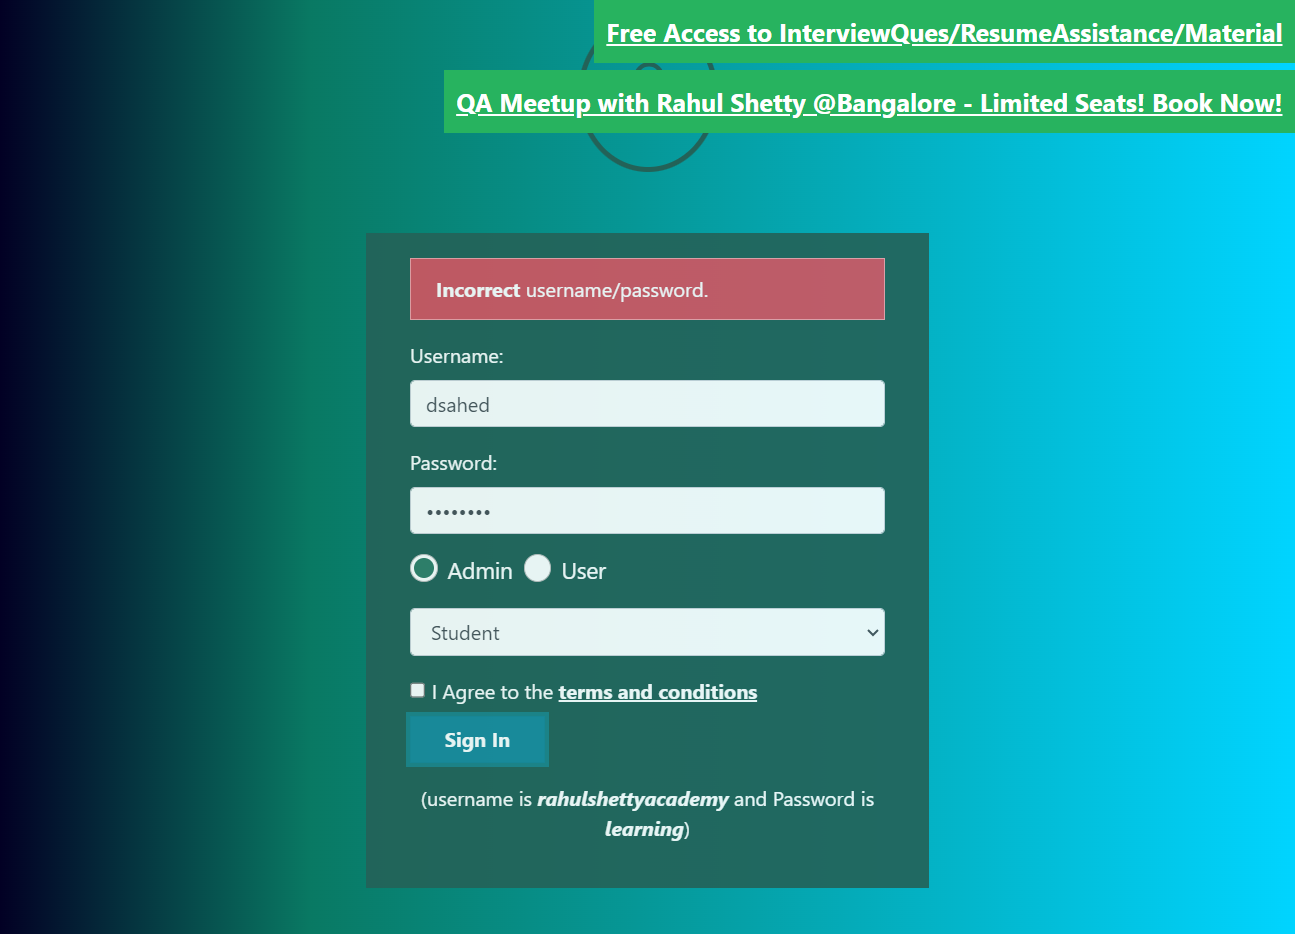 Free Access to InterviewQues/ResumeAssistance/Material
QA Meetup with Rahul Shetty @Bangalore - Limited Seats! Book Now!
Incorrect username/password.
Username:
dsahed
Password:
••••••••
Admin User
Student
I Agree to the terms and conditions
Sign In
(username is rahulshettyacademy and Password is
learning)